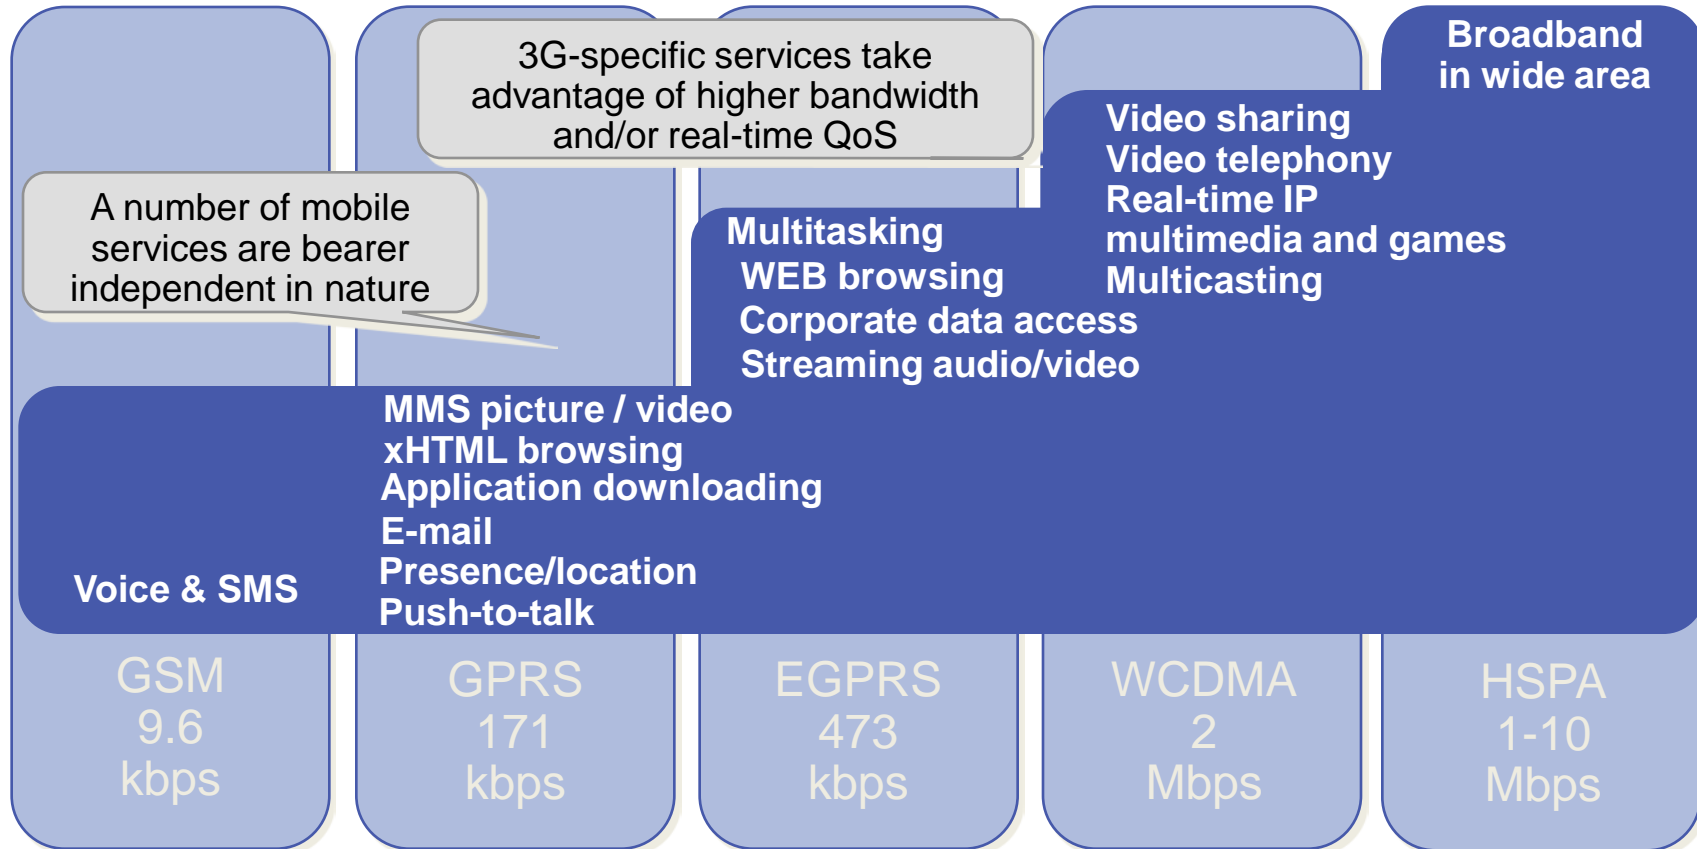 3G-specific services take
advantage of higher bandwidth
and/or real-time QoS
A number of mobile
services are bearer
independent in nature
Broadband
in wide area
Video sharing
Video telephony
Real-time IP
multimedia and games
Multicasting
Multitasking
WEB browsing
Corporate data access
Streaming audio/video
MMS picture / video
xHTML browsing
Application downloading
E-mail
Presence/location
Push-to-talk
Voice & SMS
GSM
9.6
kbps
GPRS
171
kbps
EGPRS
473
kbps
WCDMA
2
Mbps
HSPA
1-10
Mbps